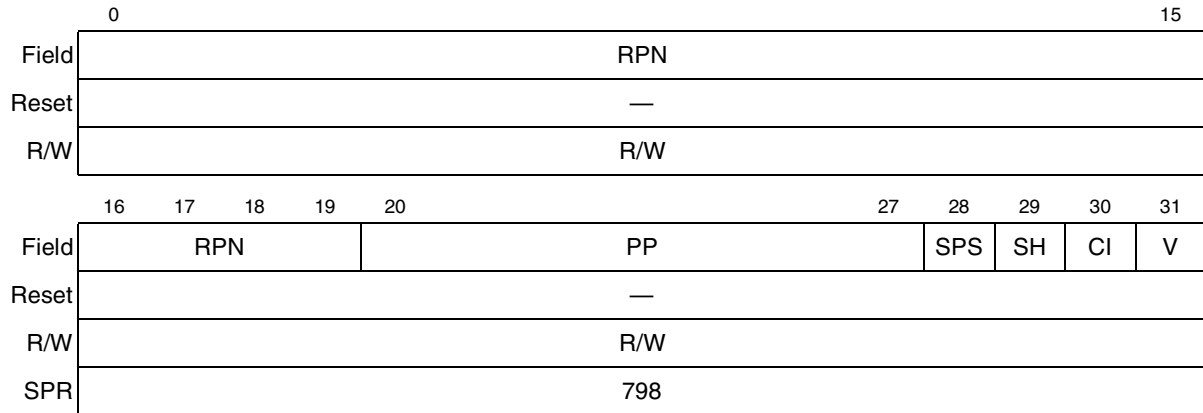 0 15
Field RPN
Reset —
R/W R/W
16 17 18 19 20 27 28 29 30 31
Field RPN PP SPS SH CI V
Reset —
R/W R/W
SPR 798